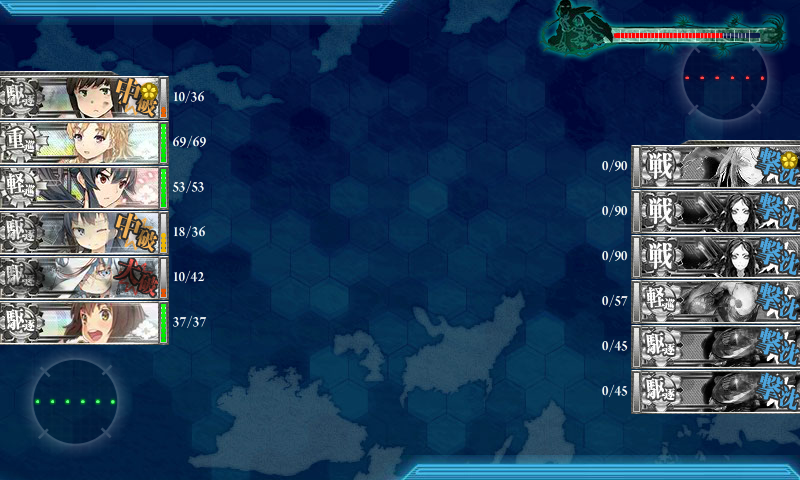 駆逐 中破 10/36
重巡 69/69
軽巡 53/53
駆逐 中破 18/36
駆逐 大破 10/42
駆逐 37/37
0/90 戦 撃沈
0/90 戦 撃沈
0/90 戦 撃沈
0/57 軽巡 撃沈
0/45 駆逐 撃沈
0/45 駆逐 撃沈